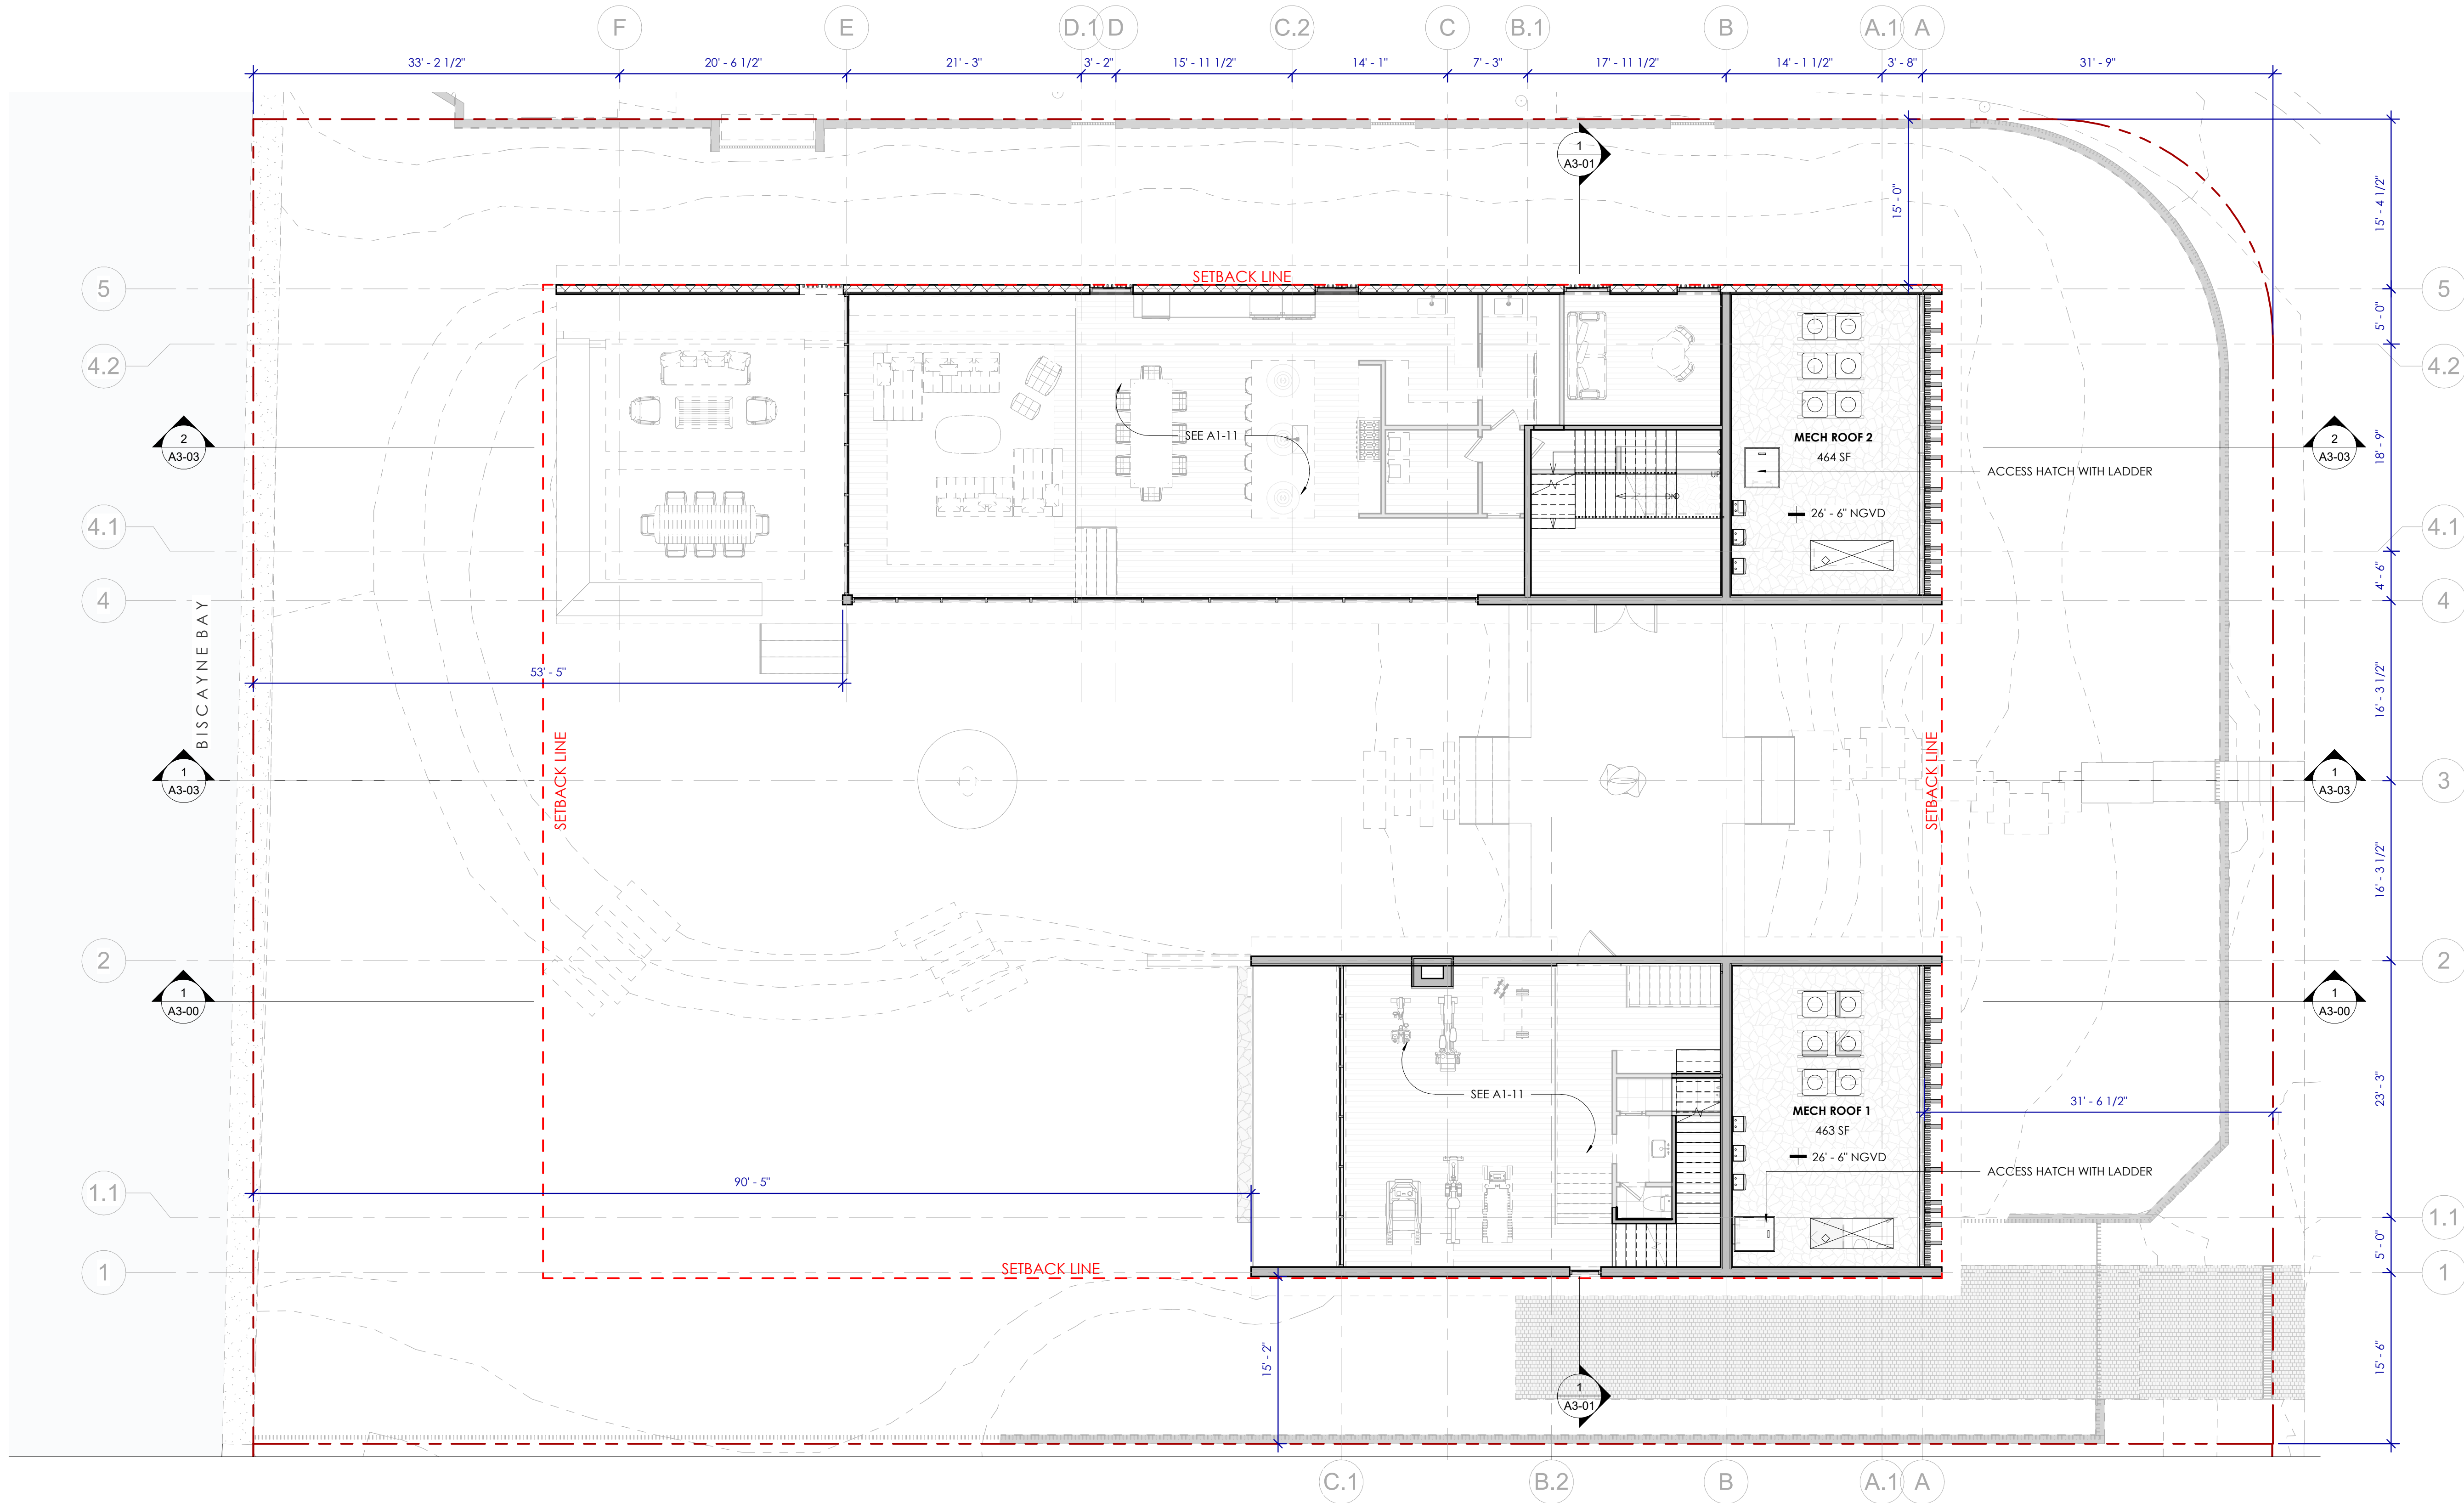 F
E
D.1
D
C.2
C
B.1
B
A.1
A
33' - 2 1/2"
20' - 6 1/2"
21' - 3"
3' - 2"
15' - 11 1/2"
14' - 1"
7' - 3"
17' - 11 1/2"
14' - 1 1/2"
3' - 8"
31' - 9"
1
A3-01
15' - 0"
15' - 4 1/2"
5
SETBACK LINE
5
5' - 0"
4.2
4.2
2
A3-03
SEE A1-11
MECH ROOF 2
464 SF
2
A3-03
18' - 9"
ACCESS HATCH WITH LADDER
UP
DN
26' - 6" NGVD
4.1
4.1
4' - 6"
4
4
BISCAYNE BAY
53' - 5"
16' - 3 1/2"
SETBACK LINE
SETBACK LINE
1
A3-03
1
A3-03
3
16' - 3 1/2"
2
2
1
A3-00
1
A3-00
SEE A1-11
MECH ROOF 1
463 SF
31' - 6 1/2"
23' - 3"
26' - 6" NGVD
ACCESS HATCH WITH LADDER
90' - 5"
1.1
1.1
5' - 0"
1
SETBACK LINE
1
15' - 2"
15' - 6"
1
A3-01
C.1
B.2
B
A.1
A